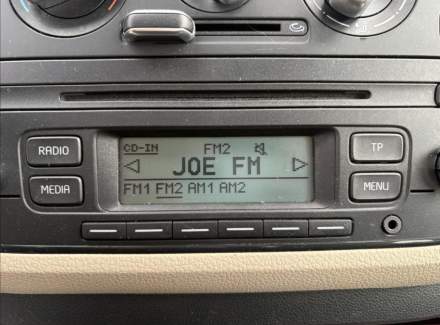 CD-IN FM2
RADIO JOE FM TP
MEDIA MENU
FM1 FM2 AM1 AM2